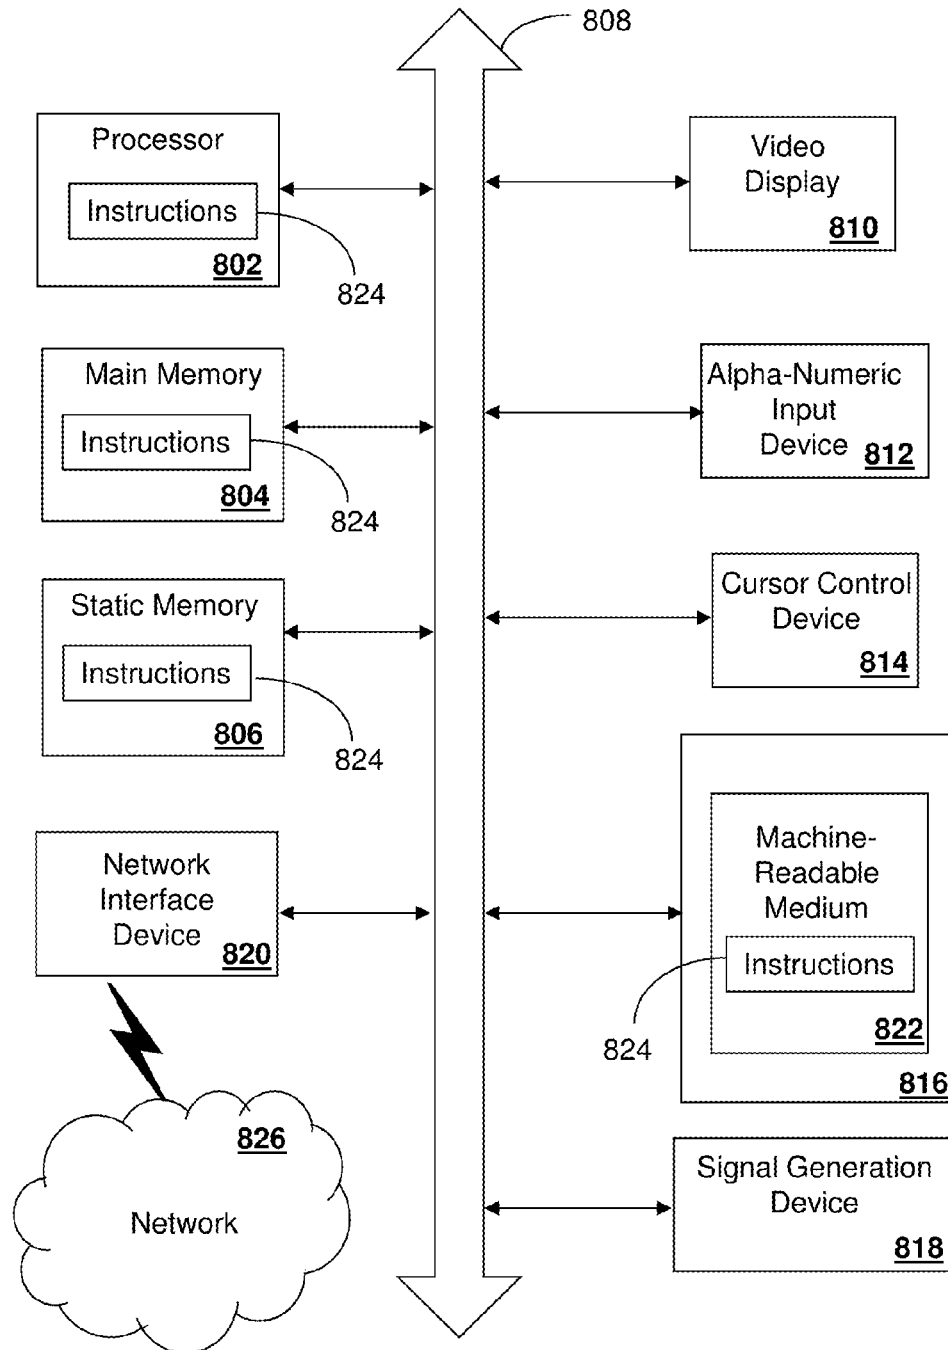 808
Processor
Instructions
802
824
Main Memory
Instructions
804
824
Static Memory
Instructions
806
824
Network
Interface
Device
820
826
Network
Video
Display
810
Alpha-Numeric
Input
Device
812
Cursor Control
Device
814
Machine-
Readable
Medium
Instructions
822
824
816
Signal Generation
Device
818